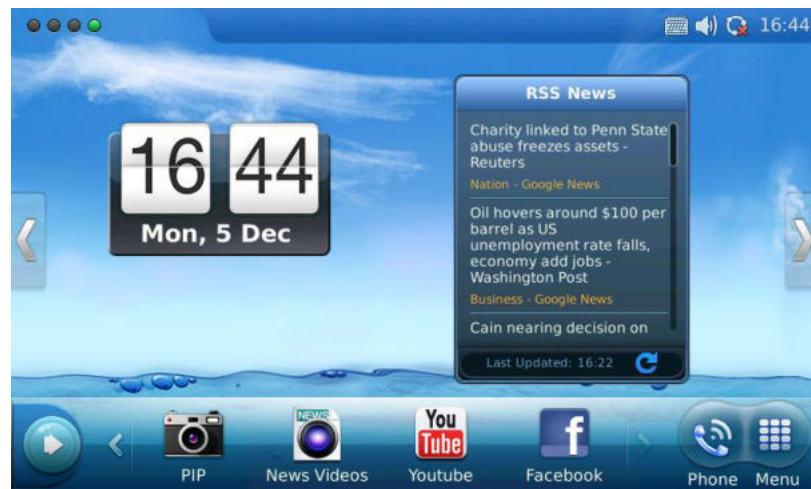 16:44
RSS News
Charity linked to Penn State
abuse freezes assets -
Reuters
Nation - Google News
Oil hovers around $100 per
barrel as US
unemployment rate falls,
economy add jobs -
Washington Post
Business - Google News
Cain nearing decision on
Last Updated: 16:22
16 44
Mon, 5 Dec
NEWS
You
Tube
f
PIP
News Videos
Youtube
Facebook
Phone
Menu